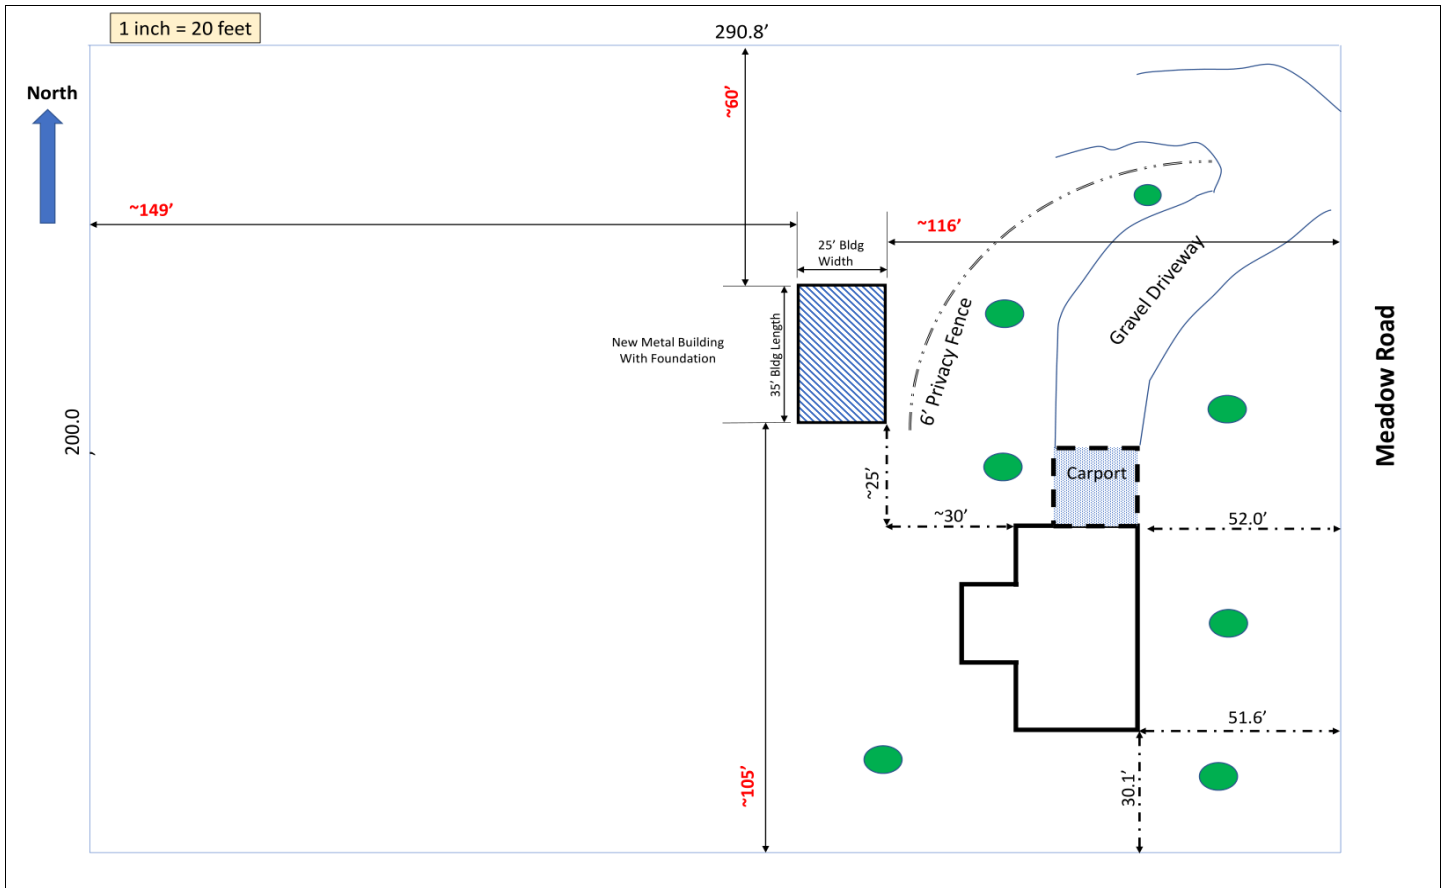 1 inch = 20 feet
290.8’
North
~60’
~149’
~116’
25’ Bldg
Width
35’ Bldg Length
New Metal Building
With Foundation
6’ Privacy Fence
Gravel Driveway
Meadow Road
200.0
’
Carport
~25’
~30’
52.0’
51.6’
~105’
30.1’